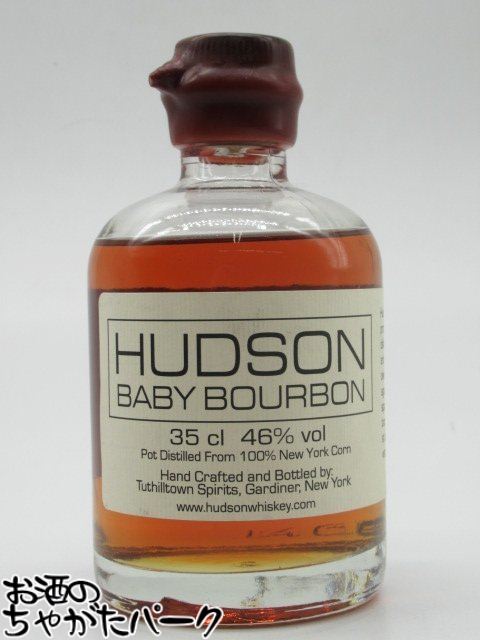 HUDSON
BABY BOURBON
35 cl 46% vol
Pot Distilled From 100% New York Corn
Hand Crafted and Bottled by:
Tuthilltown Spirits, Gardiner, New York
www.hudsonwhiskey.com
お酒の
ちゃがたパーク